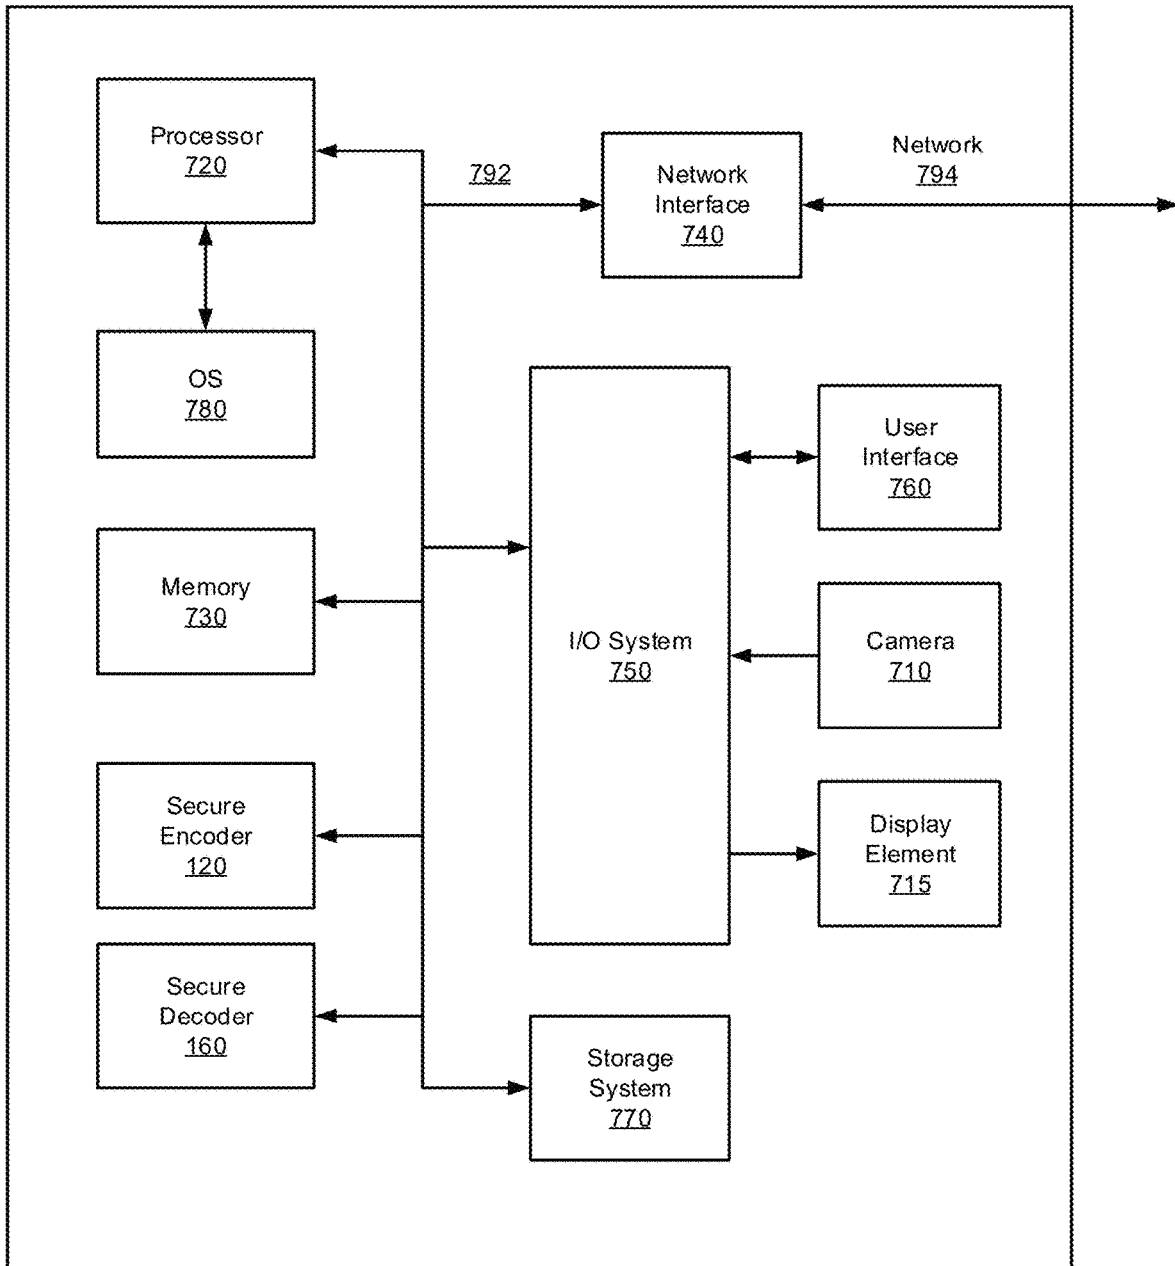 Processor
720
792
Network
Interface
740
Network
794
OS
780
User
Interface
760
Memory
730
I/O System
750
Camera
710
Secure
Encoder
120
Display
Element
715
Secure
Decoder
160
Storage
System
770